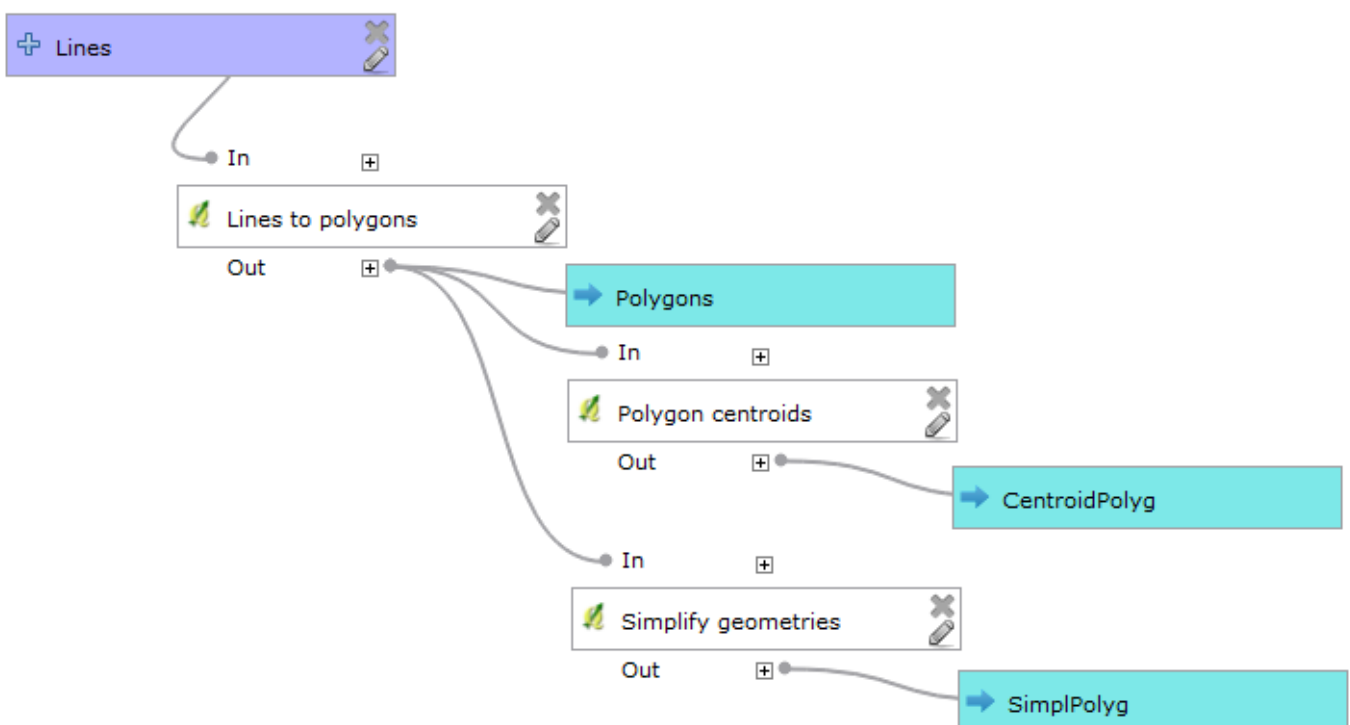 Lines
In
Lines to polygons
Out
Polygons
In
Polygon centroids
Out
CentroidPolyg
In
Simplify geometries
Out
SimplPolyg